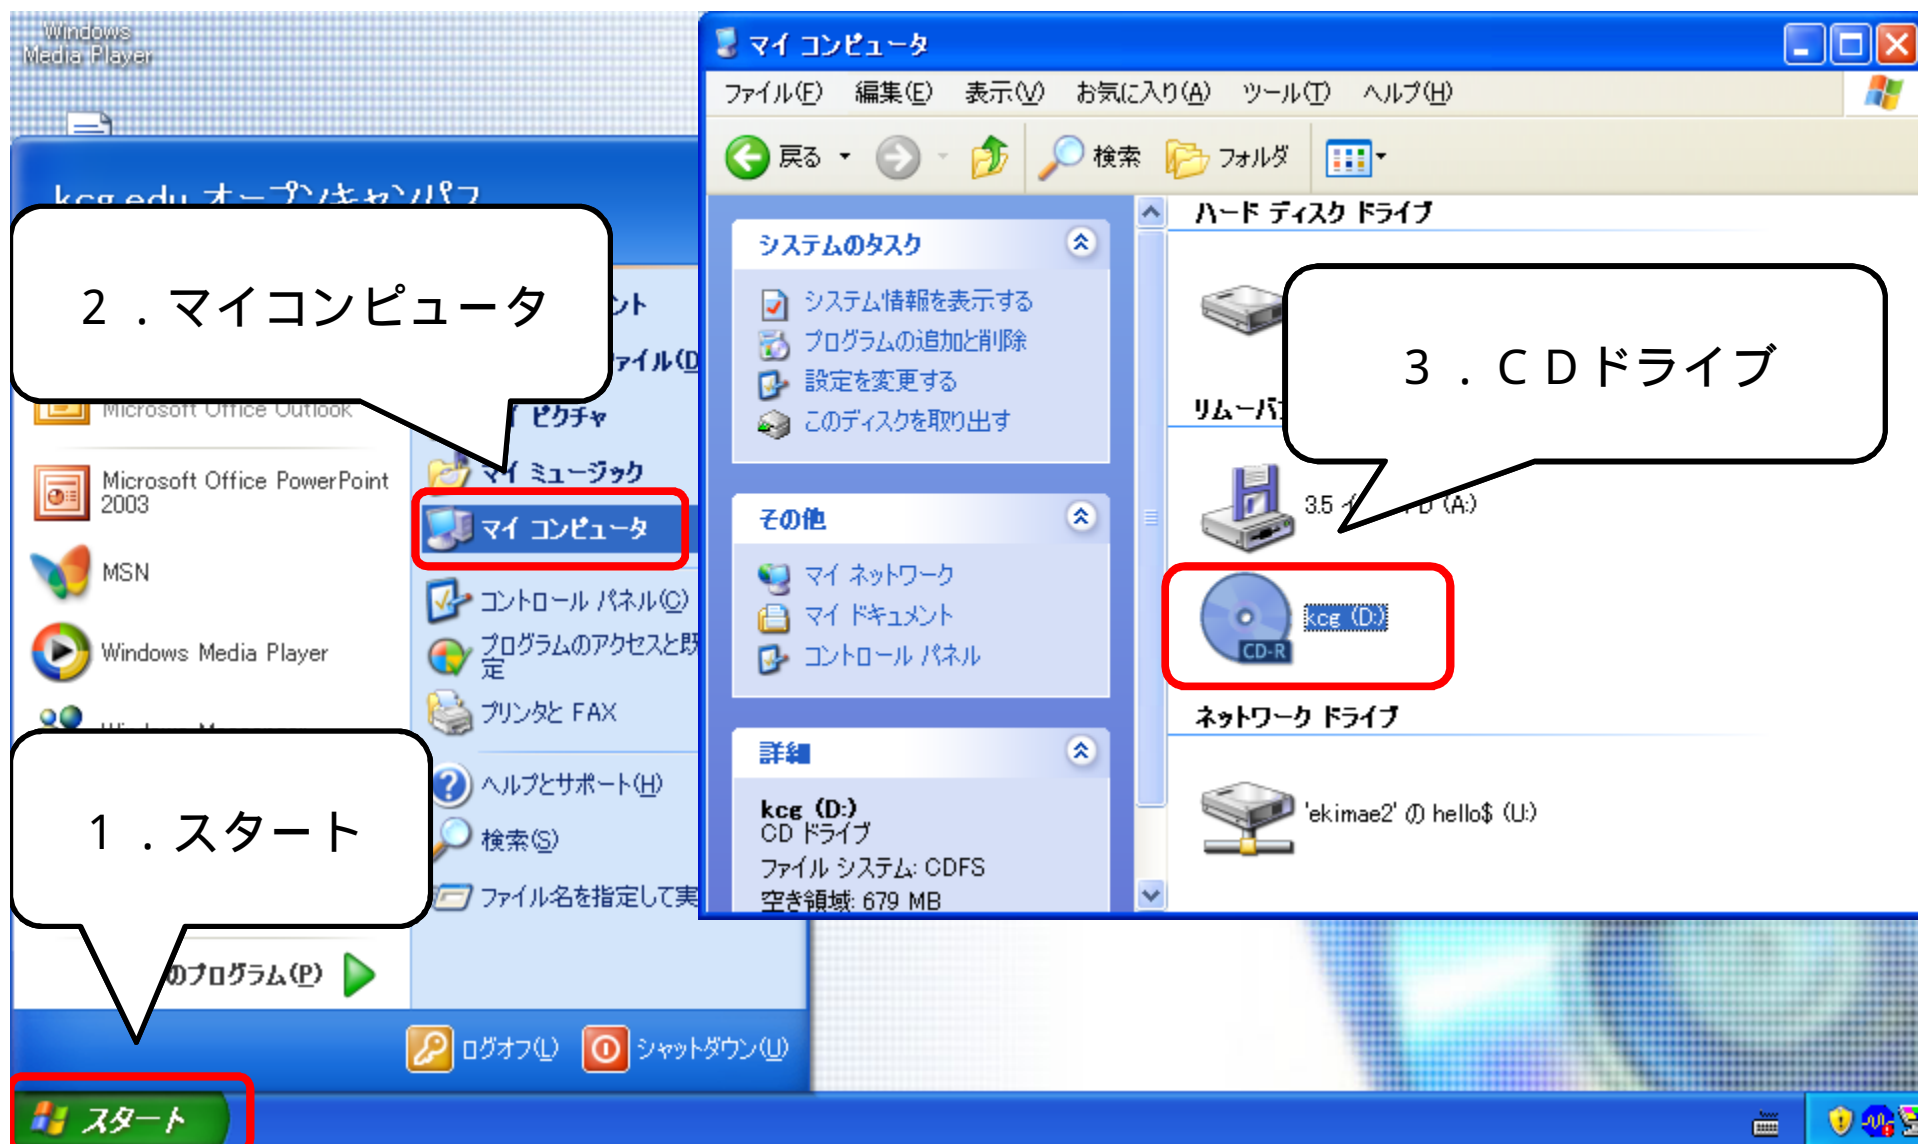 Windows
Media Player
kcg.edu オープンキャンパス
2．マイコンピュータ
ファイル(D
Microsoft Office Outlook
ピクチャ
マイ ミュージック
Microsoft Office PowerPoint
2003
マイ コンピュータ
MSN
コントロール パネル(C)
Windows Media Player
プログラムのアクセスと既
定
プリンタと FAX
1．スタート
ヘルプとサポート(H)
検索(S)
ファイル名を指定して実
のプログラム(P)
ログオフ(L)
シャットダウン(U)
スタート
マイ コンピュータ
ファイル(F) 編集(E) 表示(V) お気に入り(A) ツール(T) ヘルプ(H)
戻る 検索 フォルダ
システムのタスク
システム情報を表示する
プログラムの追加と削除
設定を変更する
このディスクを取り出す
その他
マイ ネットワーク
マイ ドキュメント
コントロール パネル
詳細
kcg (D:)
CD ドライブ
ファイル システム: CDFS
空き領域: 679 MB
ハード ディスク ドライブ
3．CDドライブ
3.5
(A:)
kcg (D:)
CD-R
ネットワーク ドライブ
'ekimae2' の hello$ (U:)